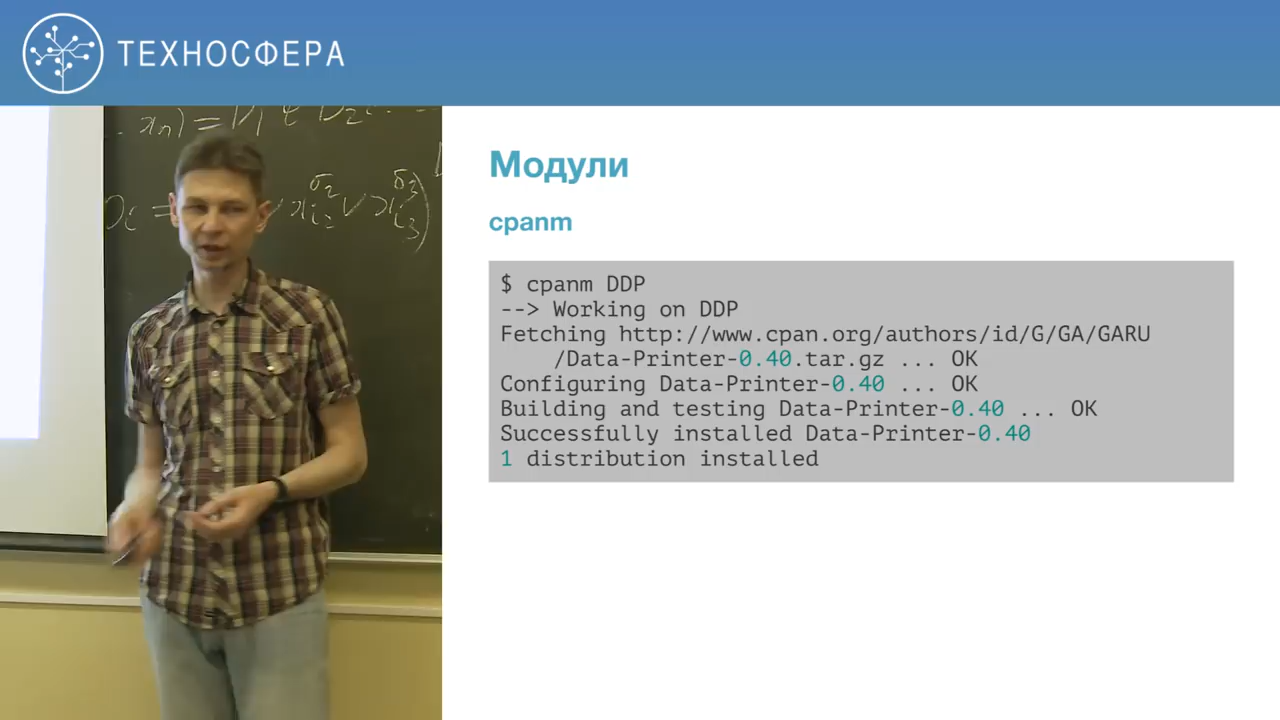 ТЕХНОСФЕРА
Модули
cpanm
$ cpanm DDP
--> Working on DDP
Fetching http://www.cpan.org/authors/id/G/GA/GARU
/Data-Printer-0.40.tar.gz ... OK
Configuring Data-Printer-0.40 ... OK
Building and testing Data-Printer-0.40 ... OK
Successfully installed Data-Printer-0.40
1 distribution installed